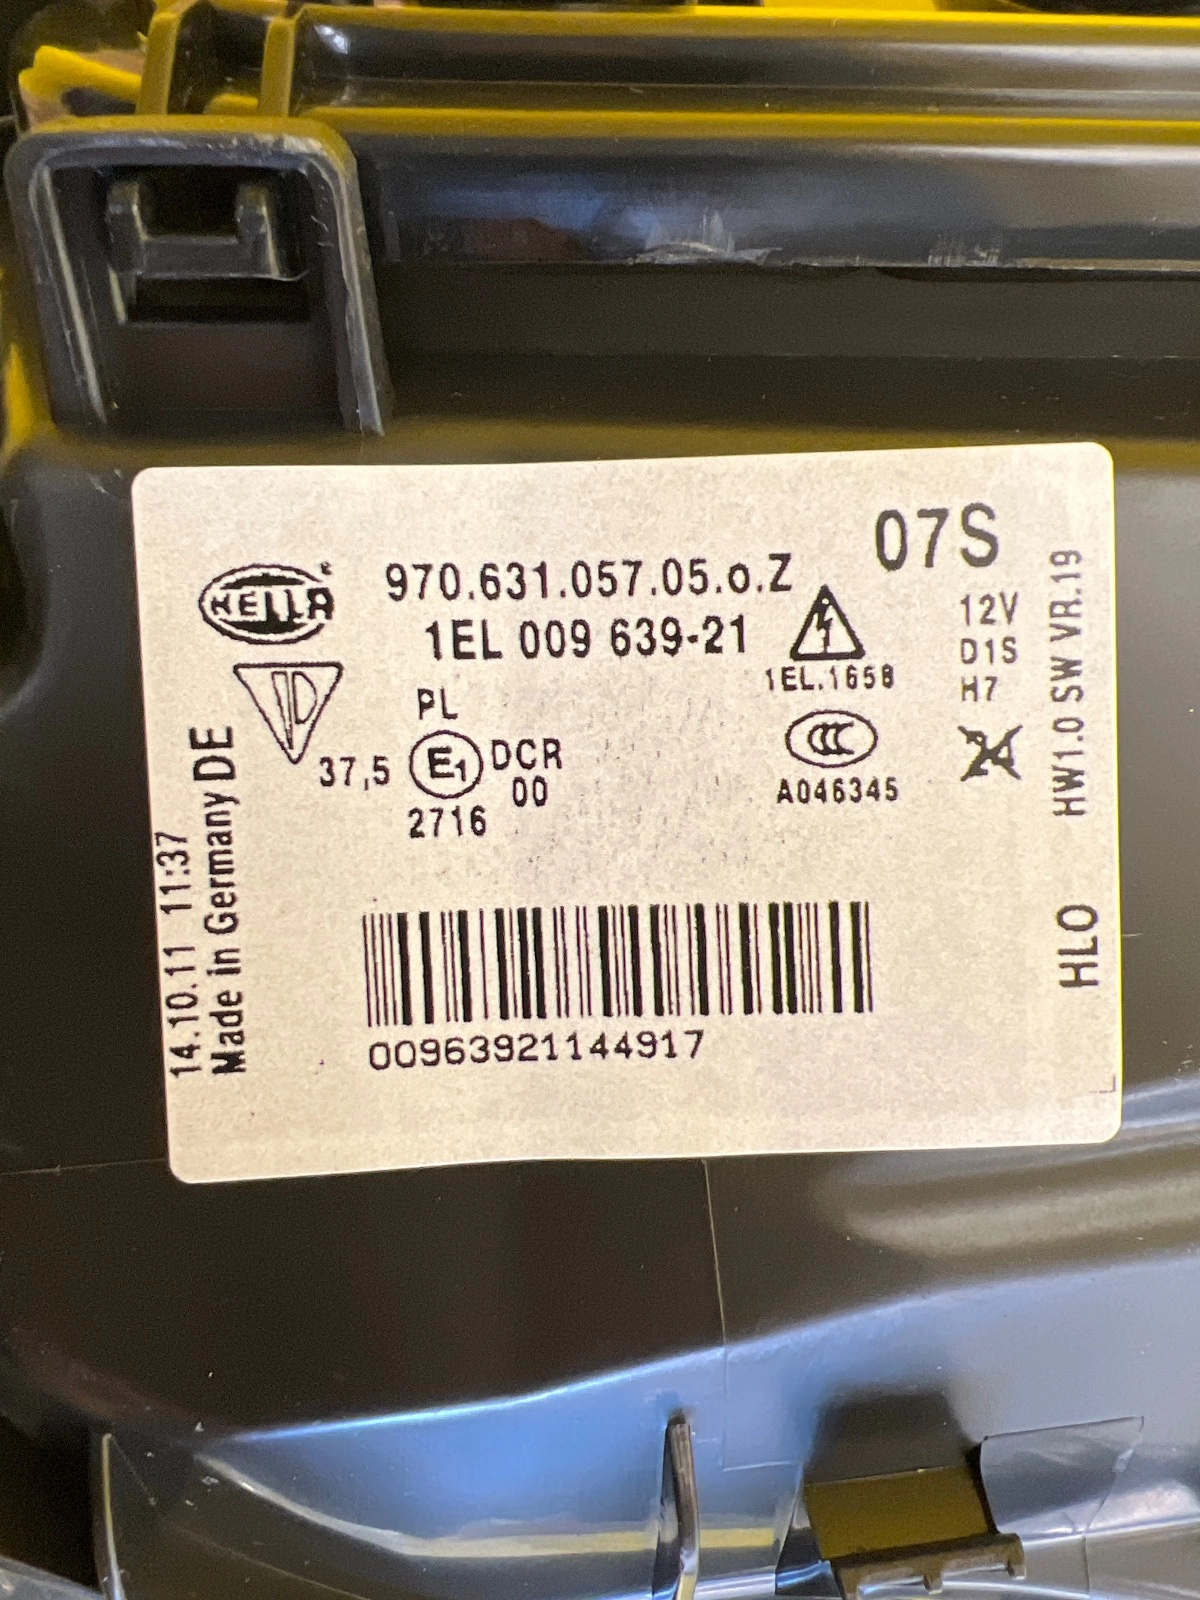 07S
HELLA
970.631.057.05.o.Z
1EL 009 639-21
12V
D1S
H7
24
1EL.1658
PL
37,5
E1
DCR
00
2716
CCC
A046345
HW1.0 SW VR.19
HLO
14.10.11 11:37
Made in Germany DE
00963921144917